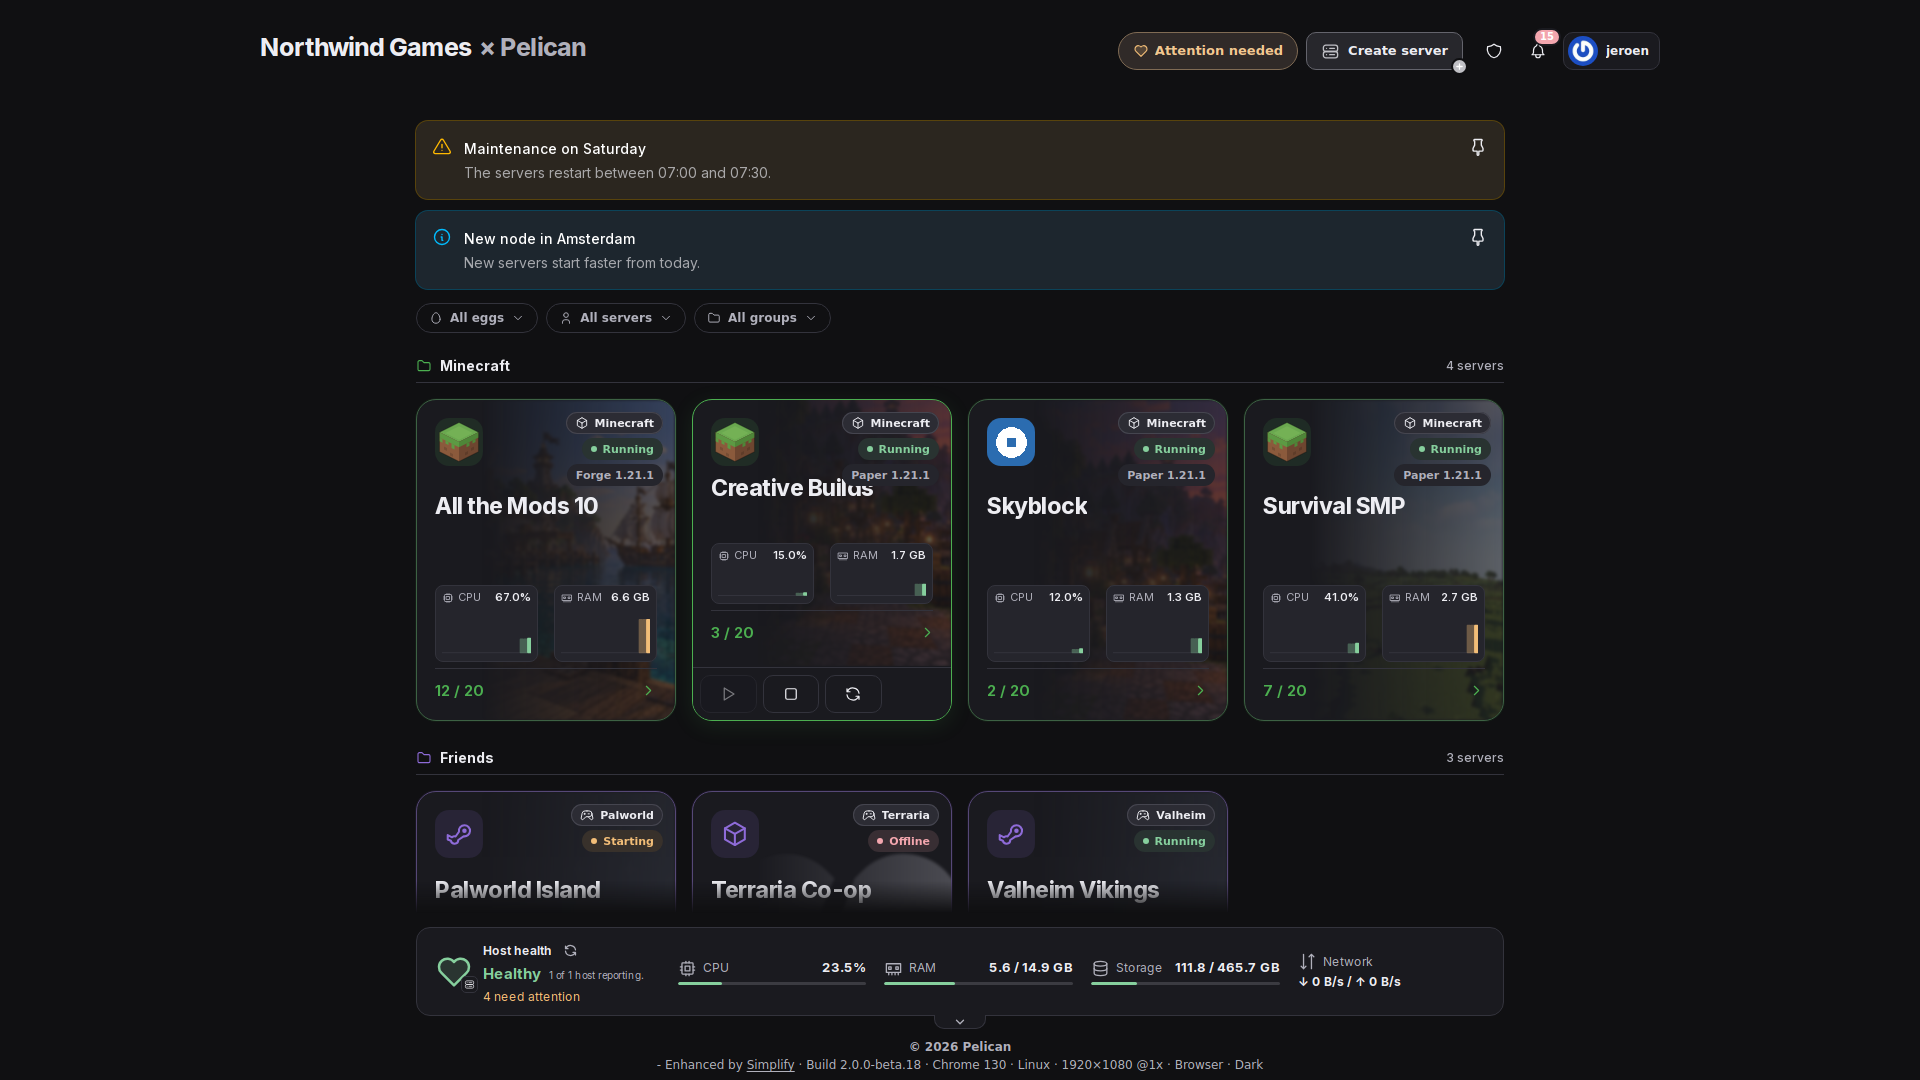 Northwind Games × Pelican
Attention needed
Create server
15
jeroen
Maintenance on Saturday
The servers restart between 07:00 and 07:30.
New node in Amsterdam
New servers start faster from today.
All eggs
All servers
All groups
Minecraft
4 servers
Minecraft
Running
Forge 1.21.1
All the Mods 10
CPU 67.0%
RAM 6.6 GB
12 / 20
Minecraft
Running
Paper 1.21.1
Creative Builds
CPU 15.0%
RAM 1.7 GB
3 / 20
Minecraft
Running
Paper 1.21.1
Skyblock
CPU 12.0%
RAM 1.3 GB
2 / 20
Minecraft
Running
Paper 1.21.1
Survival SMP
CPU 41.0%
RAM 2.7 GB
7 / 20
Friends
3 servers
Palworld
Starting
Palworld Island
Terraria
Offline
Terraria Co-op
Valheim
Running
Valheim Vikings
Host health
Healthy 1 of 1 host reporting.
4 need attention
CPU 23.5%
RAM 5.6 / 14.9 GB
Storage 111.8 / 465.7 GB
Network
↓ 0 B/s / ↑ 0 B/s
© 2026 Pelican
- Enhanced by Simplify · Build 2.0.0-beta.18 · Chrome 130 · Linux · 1920×1080 @1x · Browser · Dark